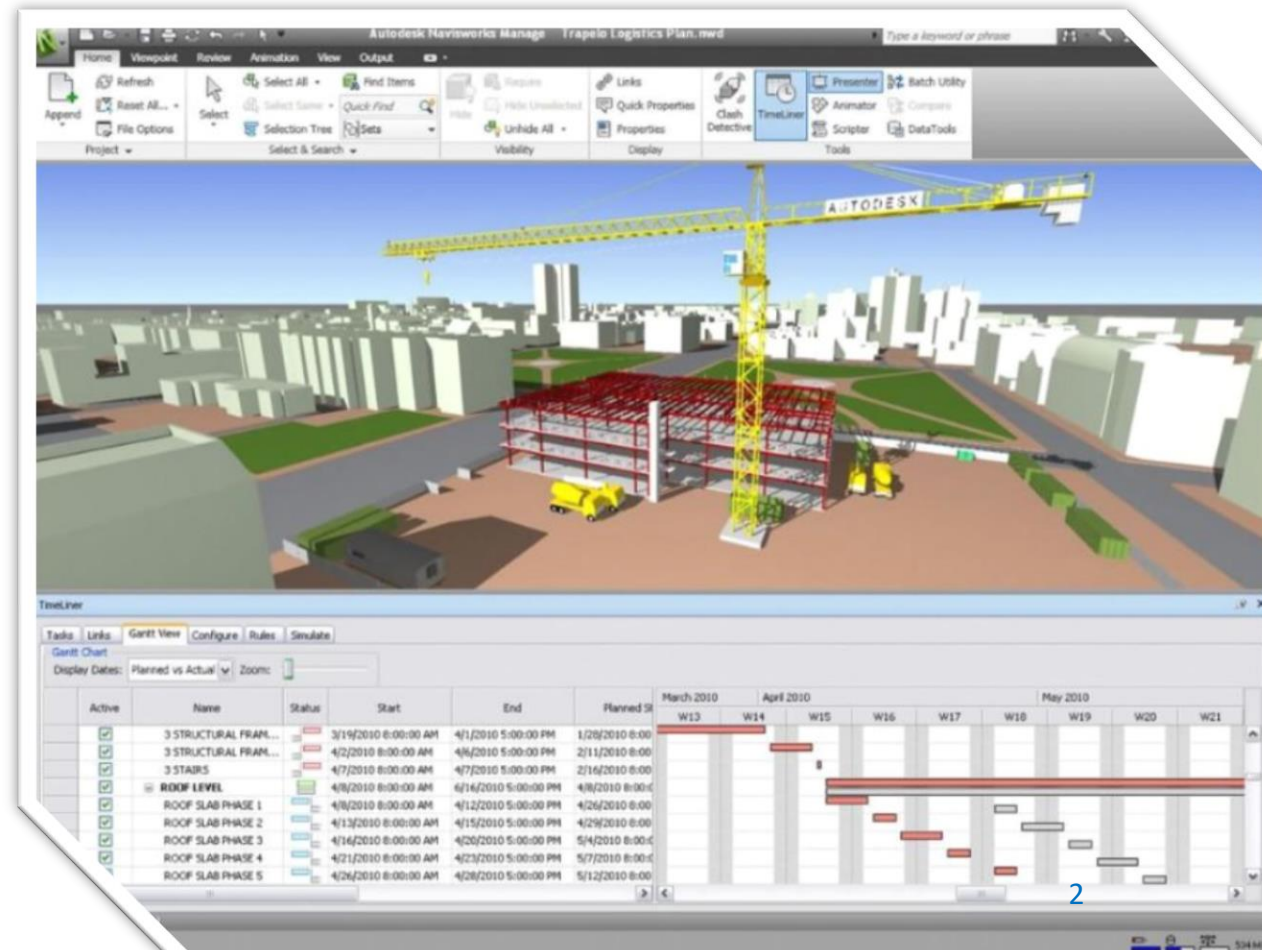 Autodesk Navisworks Manage Trapelo Logistics Plan.nwd
Type a keyword or phrase
Home Viewpoint Review Animation View Output
Append
Refresh
Reset All...
File Options
Project
Select
Select All
Select Same
Selection Tree
Find Items
Quick Find
Sets
Select & Search
Hide
Require
Hide Unselected
Unhide All
Visibility
Links
Quick Properties
Properties
Display
Clash Detective
TimeLiner
Presenter
Animator
Scripter
Batch Utility
Compare
DataTools
Tools
AUTODESK
TimeLiner
Tasks Links Gantt View Configure Rules Simulate
Gantt Chart
Display Dates: Planned vs Actual Zoom:
Active Name Status Start End Planned St
March 2010 April 2010 May 2010
W13 W14 W15 W16 W17 W18 W19 W20 W21
3 STRUCTURAL FRAM... 3/19/2010 8:00:00 AM 4/1/2010 5:00:00 PM 1/28/2010 8:00
3 STRUCTURAL FRAM... 4/2/2010 8:00:00 AM 4/6/2010 5:00:00 PM 2/11/2010 8:00
3 STAIRS 4/7/2010 8:00:00 AM 4/7/2010 5:00:00 PM 2/16/2010 8:00
ROOF LEVEL 4/8/2010 8:00:00 AM 6/16/2010 5:00:00 PM 4/8/2010 8:00:0
ROOF SLAB PHASE 1 4/8/2010 8:00:00 AM 4/12/2010 5:00:00 PM 4/26/2010 8:00
ROOF SLAB PHASE 2 4/13/2010 8:00:00 AM 4/15/2010 5:00:00 PM 4/29/2010 8:00
ROOF SLAB PHASE 3 4/16/2010 8:00:00 AM 4/20/2010 5:00:00 PM 5/4/2010 8:00:0
ROOF SLAB PHASE 4 4/21/2010 8:00:00 AM 4/23/2010 5:00:00 PM 5/7/2010 8:00:0
ROOF SLAB PHASE 5 4/26/2010 8:00:00 AM 4/28/2010 5:00:00 PM 5/12/2010 8:00
2